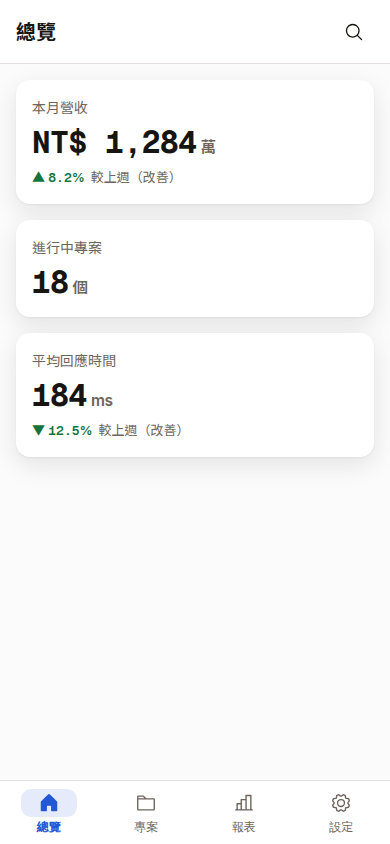 總覽
本月營收
NT$ 1,284 萬
▲ 8.2% 較上週（改善）
進行中專案
18 個
平均回應時間
184 ms
▼ 12.5% 較上週（改善）
總覽
專案
報表
設定